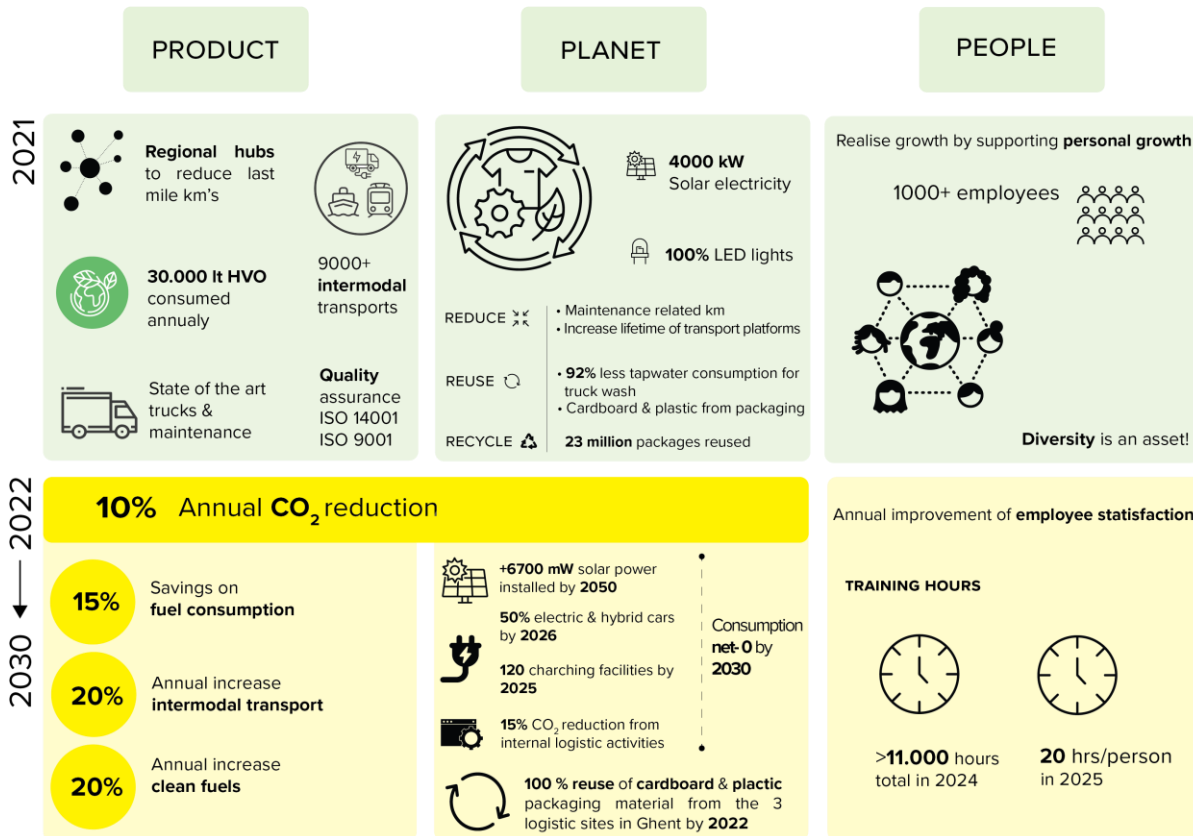 PRODUCT
PLANET
PEOPLE
2021
Regional hubs
to reduce last
mile km's
30.000 lt HVO
consumed
annualy
9000+
intermodal
transports
State of the art
trucks &
maintenance
Quality
assurance
ISO 14001
ISO 9001
4000 kW
Solar electricity
100% LED lights
REDUCE
• Maintenance related km
• Increase lifetime of transport platforms
REUSE
• 92% less tapwater consumption for
truck wash
• Cardboard & plastic from packaging
RECYCLE
23 million packages reused
Realise growth by supporting personal growth
1000+ employees
Diversity is an asset!
2022
2030
10% Annual CO₂ reduction
15%
Savings on
fuel consumption
20%
Annual increase
intermodal transport
20%
Annual increase
clean fuels
+6700 mW solar power
installed by 2050
50% electric & hybrid cars
by 2026
120 charching facilities by
2025
15% CO₂ reduction from
internal logistic activities
Consumption
net-0 by
2030
100 % reuse of cardboard & plactic
packaging material from the 3
logistic sites in Ghent by 2022
Annual improvement of employee statisfaction
TRAINING HOURS
>11.000 hours
total in 2024
20 hrs/person
in 2025